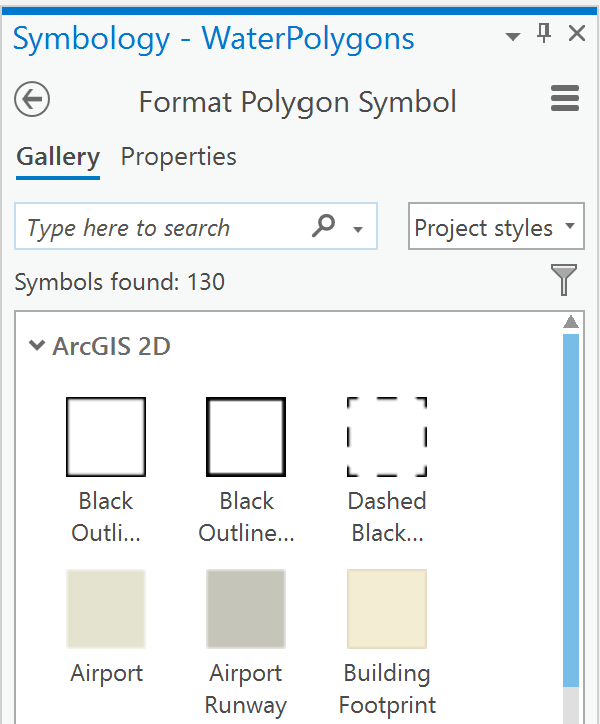 Symbology - WaterPolygons
Format Polygon Symbol
Gallery Properties
Type here to search
Project styles
Symbols found: 130
ArcGIS 2D
Black Outli...
Black Outline...
Dashed Black...
Airport
Airport Runway
Building Footprint